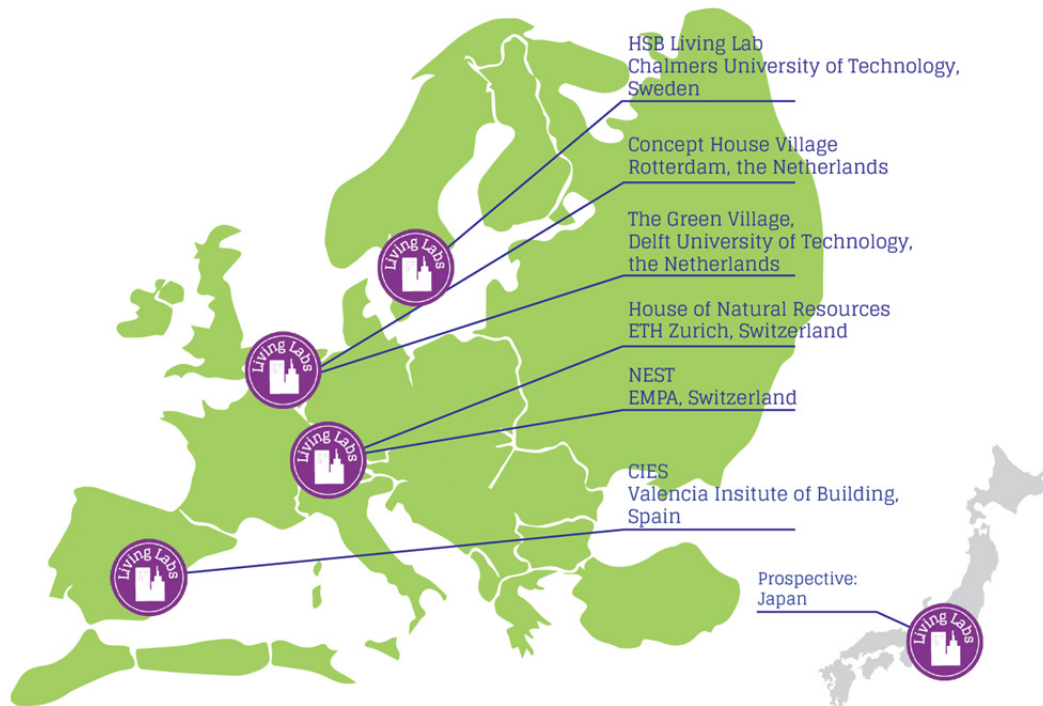 HSB Living Lab
Chalmers University of Technology,
Sweden
Concept House Village
Rotterdam, the Netherlands
The Green Village,
Delft University of Technology,
the Netherlands
House of Natural Resources
ETH Zurich, Switzerland
NEST
EMPA, Switzerland
CIES
Valencia Insitute of Building,
Spain
Prospective:
Japan
Living Labs
Living Labs
Living Labs
Living Labs
Living Labs